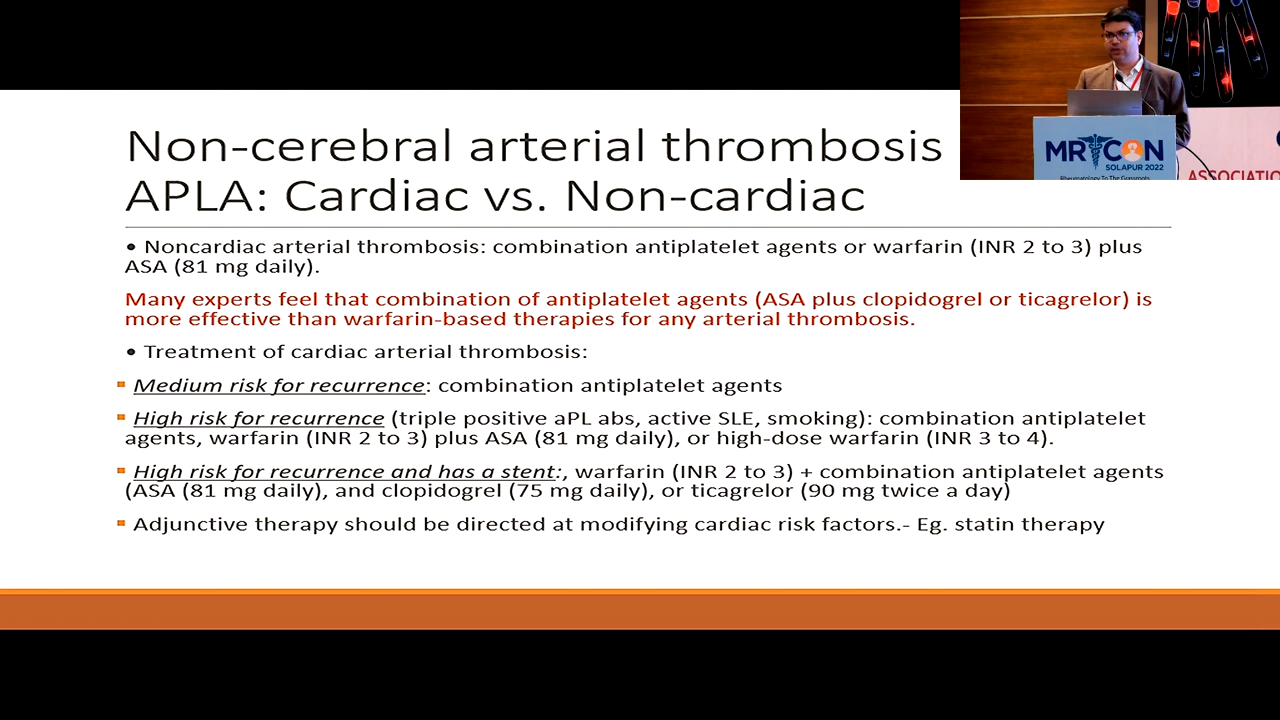 Non-cerebral arterial thrombosis
APLA: Cardiac vs. Non-cardiac
• Noncardiac arterial thrombosis: combination antiplatelet agents or warfarin (INR 2 to 3) plus
ASA (81 mg daily).
Many experts feel that combination of antiplatelet agents (ASA plus clopidogrel or ticagrelor) is
more effective than warfarin-based therapies for any arterial thrombosis.
• Treatment of cardiac arterial thrombosis:
Medium risk for recurrence: combination antiplatelet agents
High risk for recurrence (triple positive aPL abs, active SLE, smoking): combination antiplatelet
agents, warfarin (INR 2 to 3) plus ASA (81 mg daily), or high-dose warfarin (INR 3 to 4).
High risk for recurrence and has a stent:, warfarin (INR 2 to 3) + combination antiplatelet agents
(ASA (81 mg daily), and clopidogrel (75 mg daily), or ticagrelor (90 mg twice a day)
Adjunctive therapy should be directed at modifying cardiac risk factors.- Eg. statin therapy
MRCON
SOLAPUR 2022
Rheumatology To The Grassroots
ASSOCIATIO